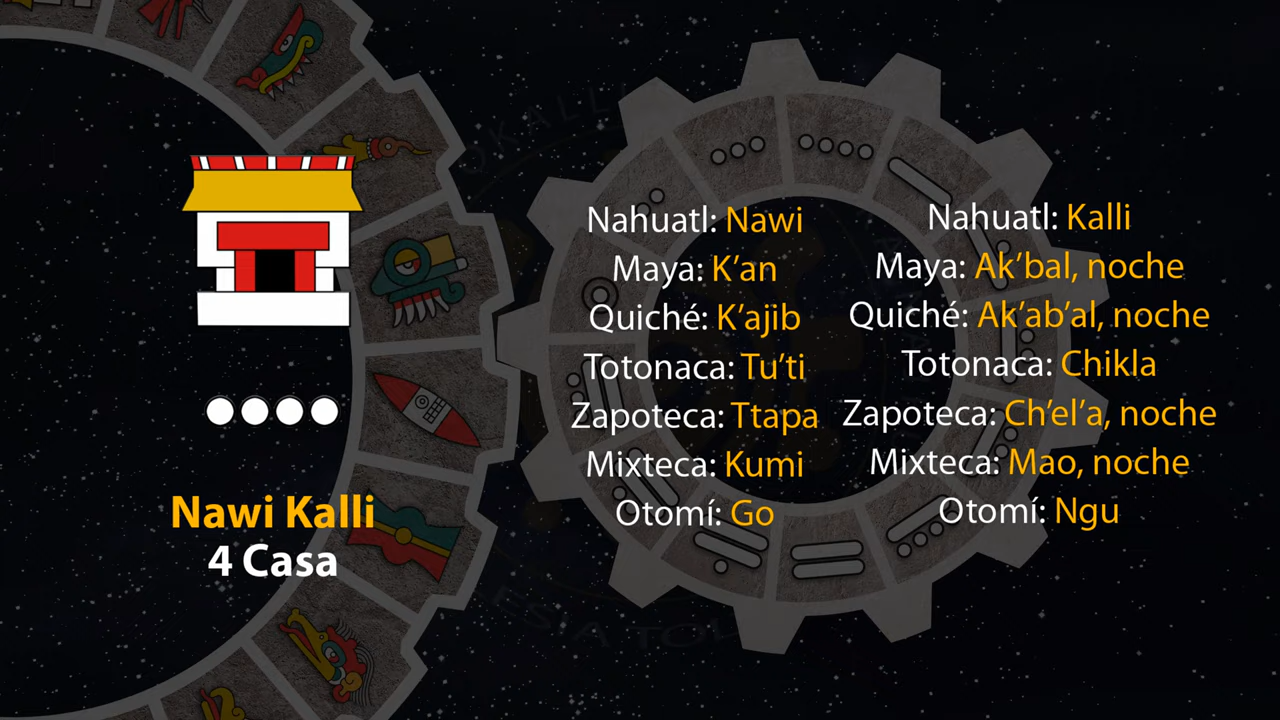 Nawi Kalli
4 Casa
Nahuatl: Nawi
Maya: K’an
Quiché: K’ajib
Totonaca: Tu’ti
Zapoteca: Ttapa
Mixteca: Kumi
Otomí: Go
Nahuatl: Kalli
Maya: Ak’bal, noche
Quiché: Ak’ab’al, noche
Totonaca: Chikla
Zapoteca: Ch’el’a, noche
Mixteca: Mao, noche
Otomí: Ngu